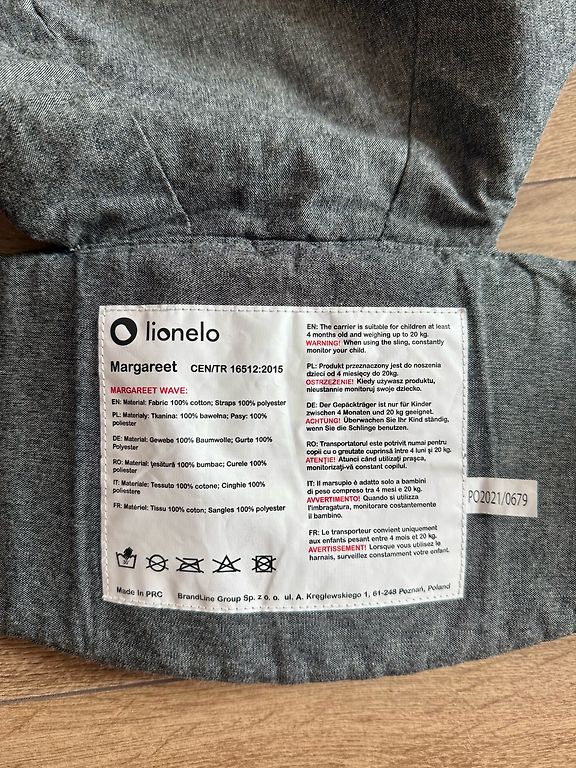 lionelo
Margareet CEN/TR 16512:2015
MARGAREET WAVE:
EN: Material: Fabric 100% cotton; Straps 100% polyester
PL: Materiały: Tkanina: 100% bawełna; Pasy: 100%
poliester
DE: Material: Gewebe 100% Baumwolle; Gurte 100%
Polyester
RO: Material: țesătură 100% bumbac; Curele 100%
poliester
IT: Materiale: Tessuto 100% cotone; Cinghie 100%
poliestere
FR: Matériel: Tissu 100% coton; Sangles 100% polyester
EN: The carrier is suitable for children at least
4 months old and weighing up to 20 kg.
WARNING! When using the sling, constantly
monitor your child.
PL: Produkt przeznaczony jest do noszenia
dzieci od 4 miesięcy do 20kg.
OSTRZEŻENIE! Kiedy używasz produktu,
nieustannie monitoruj swoje dziecko.
DE: Der Gepäckträger ist nur für Kinder
zwischen 4 Monaten und 20 kg geeignet.
ACHTUNG! Überwachen Sie Ihr Kind ständig,
wenn Sie die Schlinge benutzen.
RO: Transportatorul este potrivit numai pentru
copii cu o greutate cuprinsă între 4 luni și 20 kg.
ATENȚIE! Atunci când utilizați prașca,
monitorizați-vă constant copilul.
IT: Il marsupio è adatto solo a bambini
di peso compreso tra 4 mesi e 20 kg.
AVVERTIMENTO! Quando si utilizza
l'imbragatura, monitorare costantemente
il bambino.
FR: Le transporteur convient uniquement
aux enfants pesant entre 4 mois et 20 kg.
AVERTISSEMENT! Lorsque vous utilisez le
harnais, surveillez constamment votre enfant.
PO2021/0679
Made In PRC BrandLine Group Sp. z o. o. ul. A. Kręglewskiego 1, 61-248 Poznań, Poland